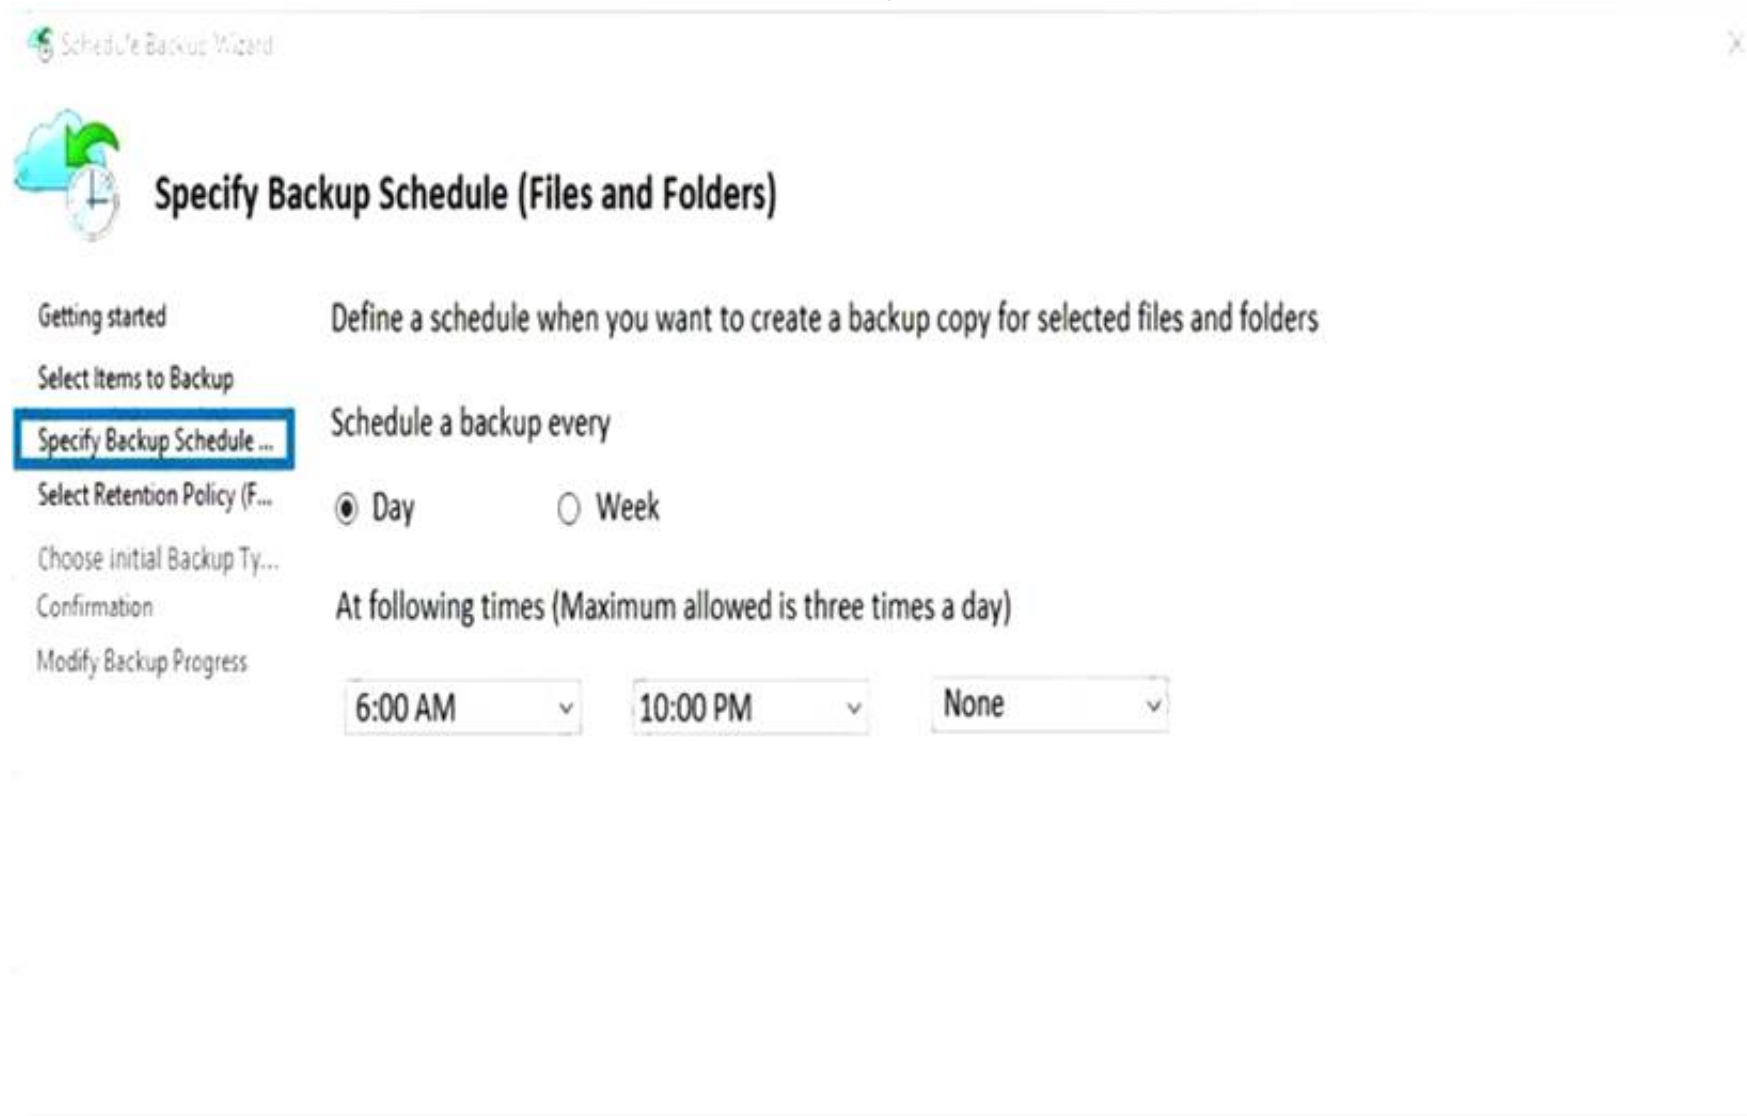 Schedule Backup Wizard
Specify Backup Schedule (Files and Folders)
Getting started
Select Items to Backup
Specify Backup Schedule ...
Select Retention Policy (F...
Choose initial Backup Ty...
Confirmation
Modify Backup Progress
Define a schedule when you want to create a backup copy for selected files and folders
Schedule a backup every
Day Week
At following times (Maximum allowed is three times a day)
6:00 AM 10:00 PM None